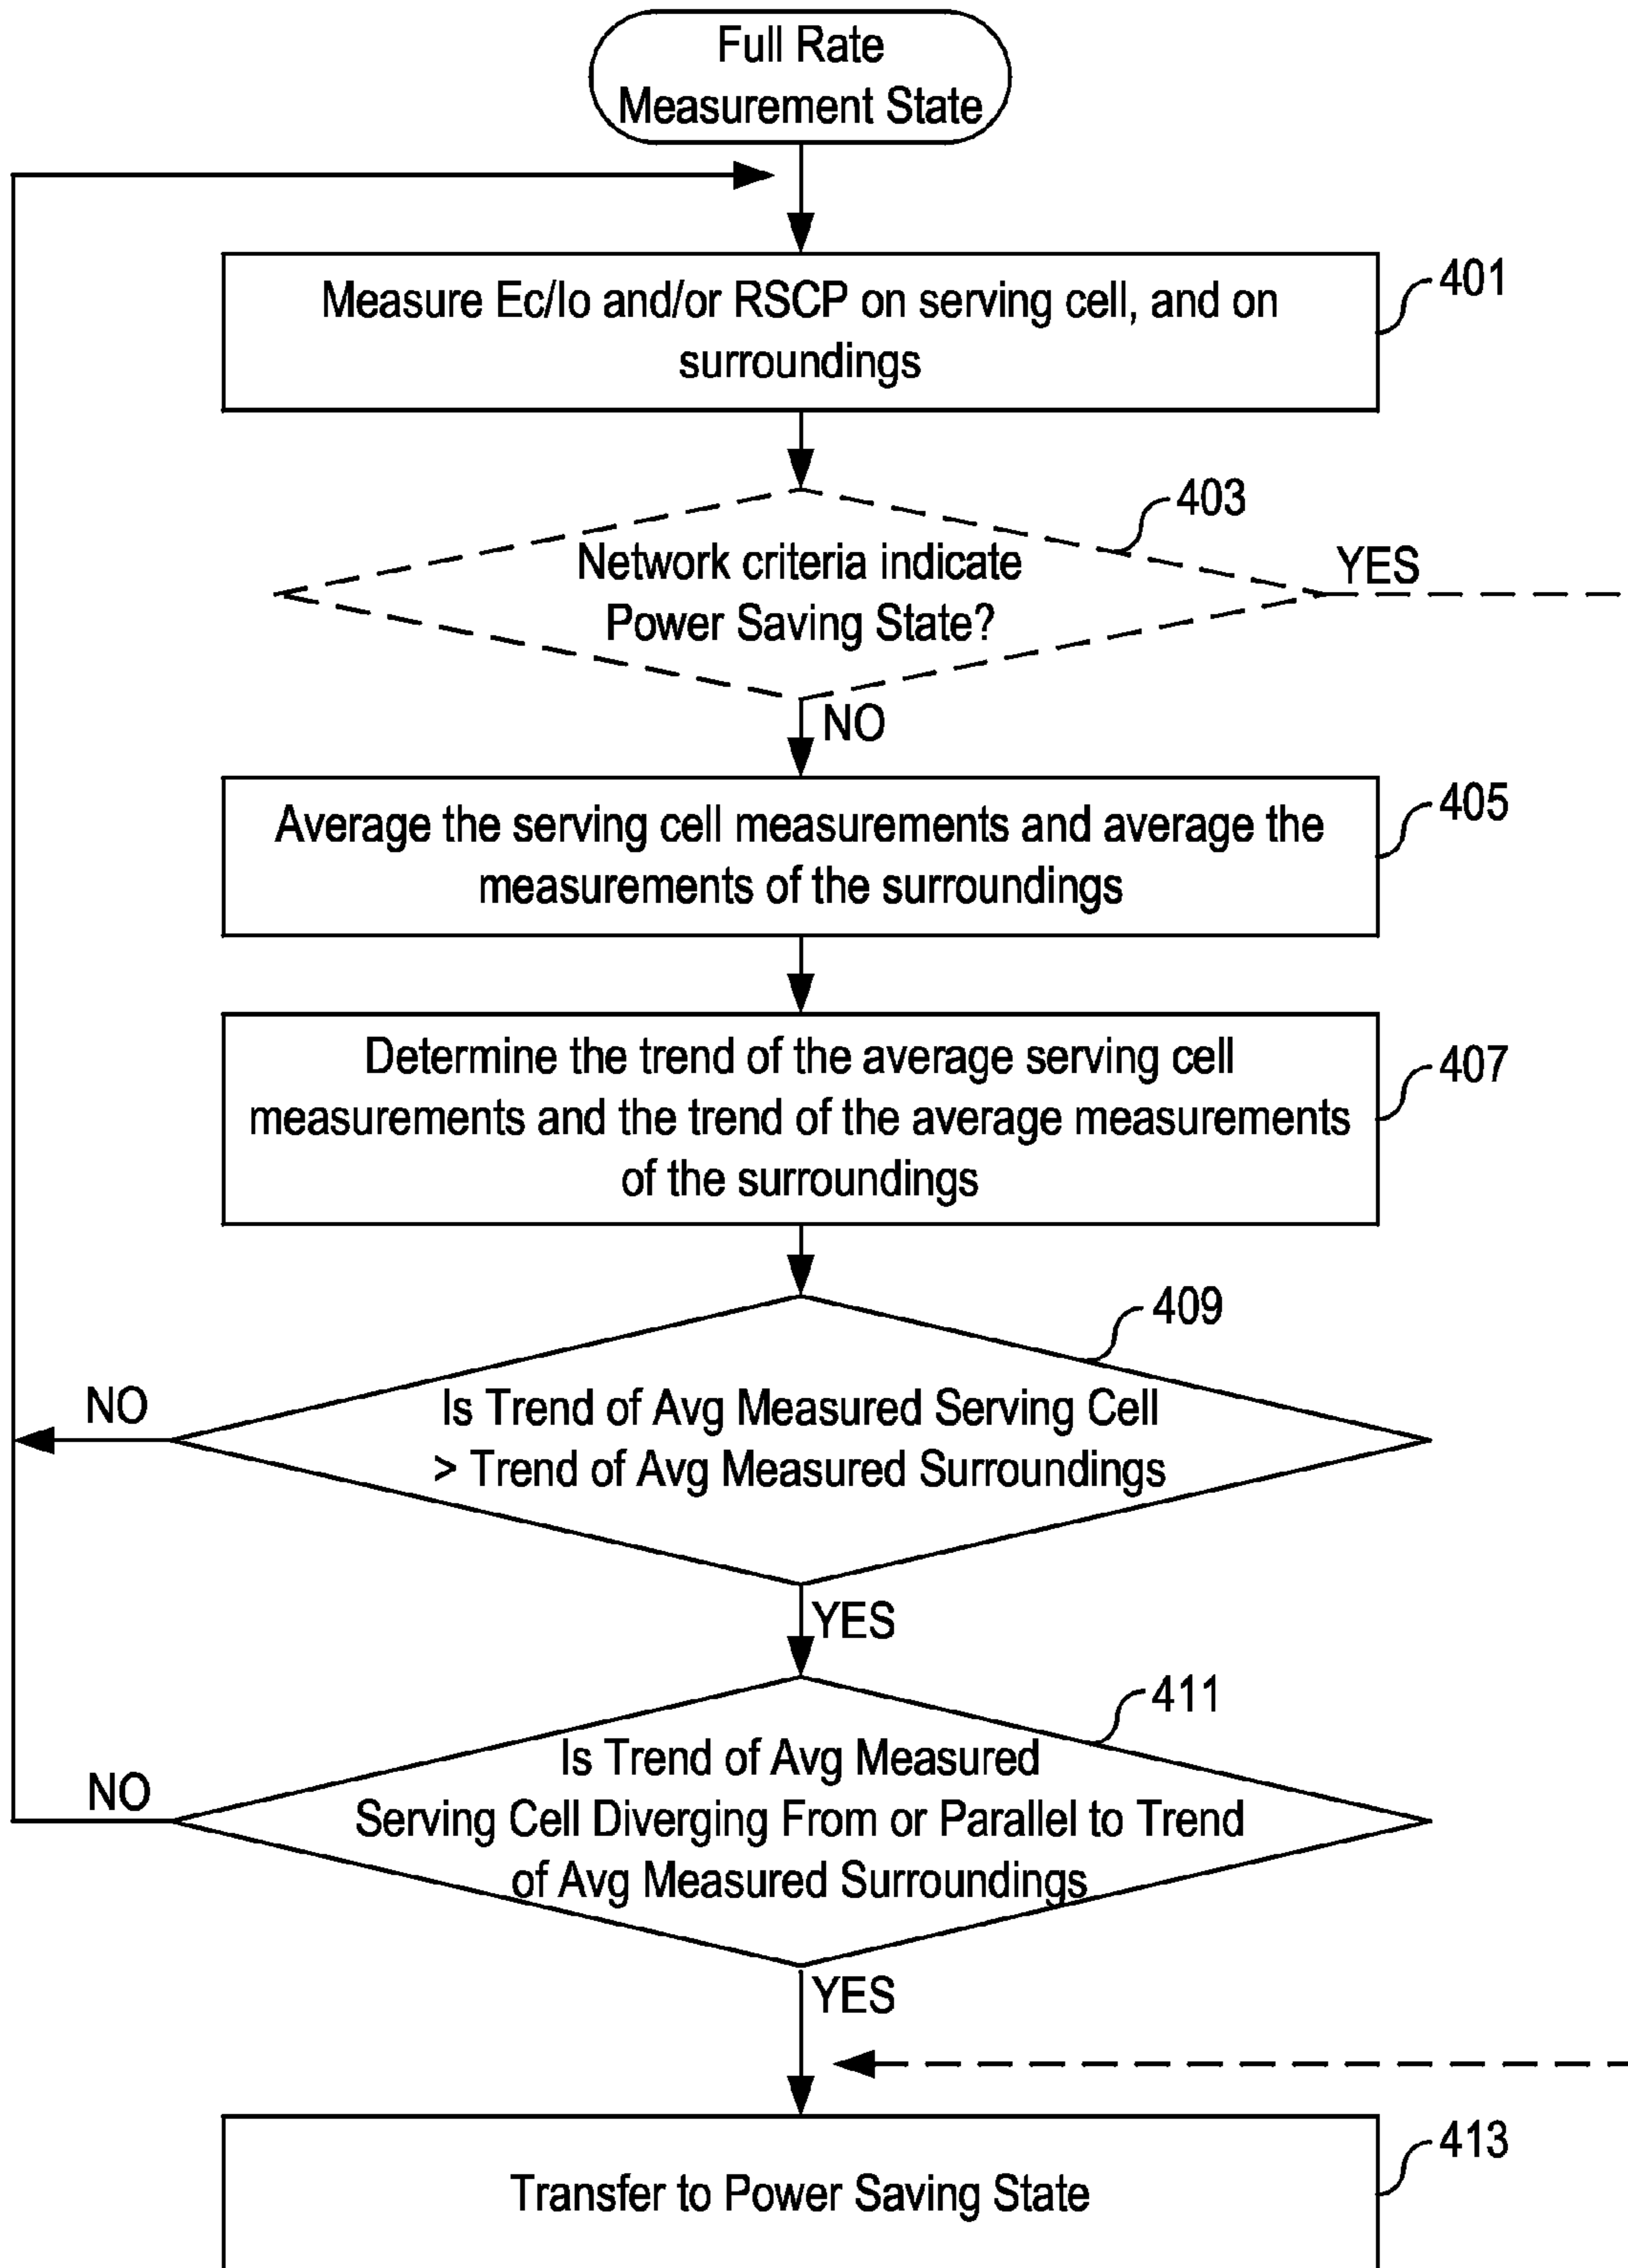 Full Rate
Measurement State
Measure Ec/Io and/or RSCP on serving cell, and on
surroundings
401
403
Network criteria indicate
Power Saving State?
YES
NO
Average the serving cell measurements and average the
measurements of the surroundings
405
Determine the trend of the average serving cell
measurements and the trend of the average measurements
of the surroundings
407
409
Is Trend of Avg Measured Serving Cell
> Trend of Avg Measured Surroundings
NO
YES
411
Is Trend of Avg Measured
Serving Cell Diverging From or Parallel to Trend
of Avg Measured Surroundings
NO
YES
413
Transfer to Power Saving State